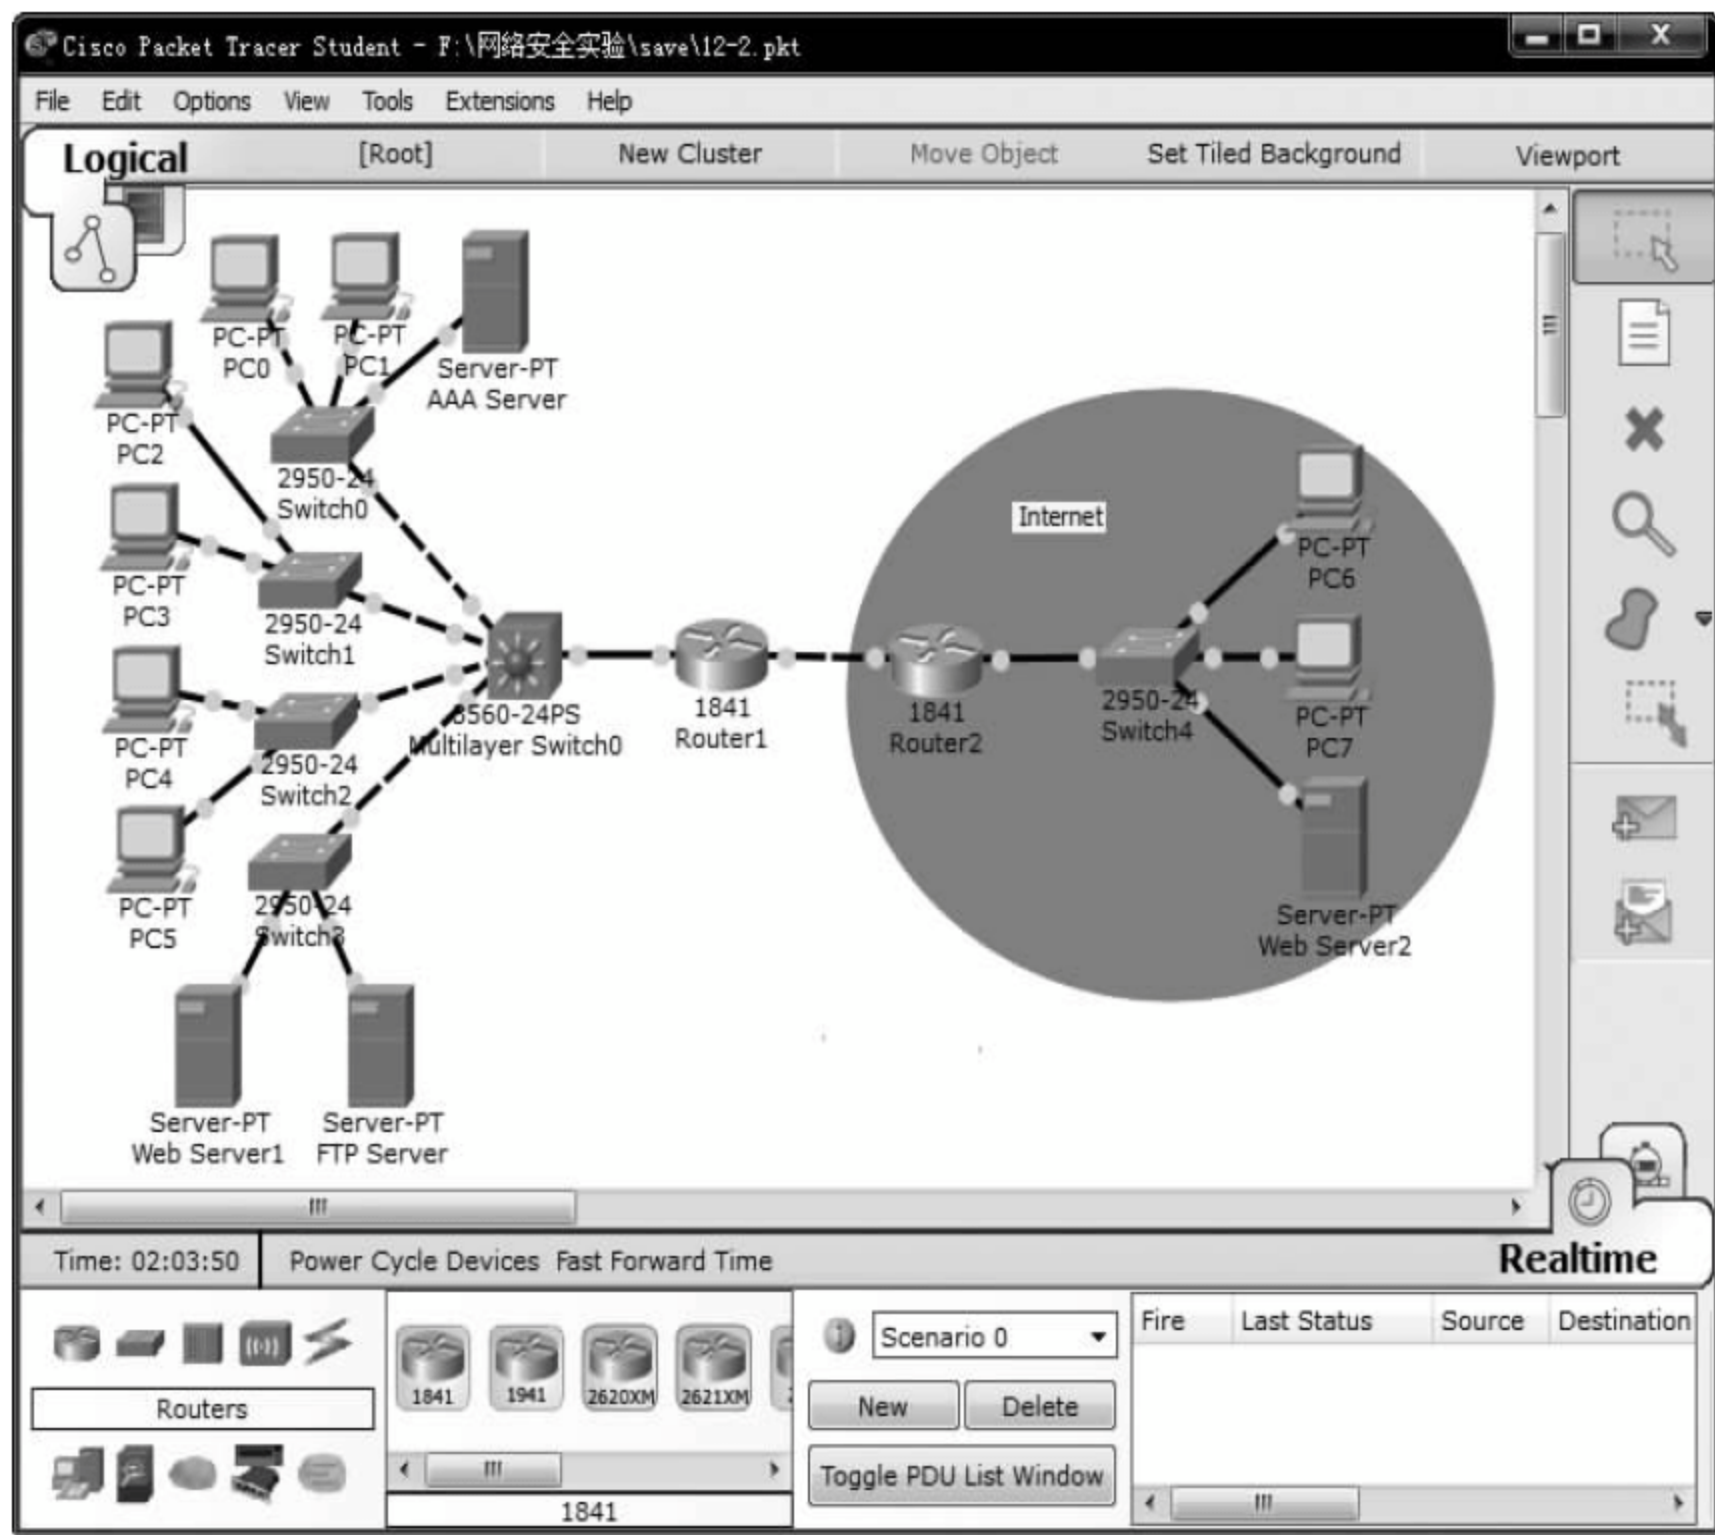 Cisco Packet Tracer Student - F:\网络安全实验\save\12-2.pkt
File Edit Options View Tools Extensions Help
Logical [Root] New Cluster Move Object Set Tiled Background Viewport
PC-PT
PC0
PC-PT
PC1
Server-PT
AAA Server
PC-PT
PC2
2950-24
Switch0
PC-PT
PC3
2950-24
Switch1
PC-PT
PC4
2950-24
Switch2
PC-PT
PC5
2950-24
Switch3
Server-PT
Web Server1
Server-PT
FTP Server
3560-24PS
Multilayer Switch0
1841
Router1
Internet
1841
Router2
2950-24
Switch4
PC-PT
PC6
PC-PT
PC7
Server-PT
Web Server2
Time: 02:03:50 Power Cycle Devices Fast Forward Time Realtime
Routers
1841 1941 2620XM 2621XM
1841
Scenario 0
New Delete
Toggle PDU List Window
Fire Last Status Source Destination